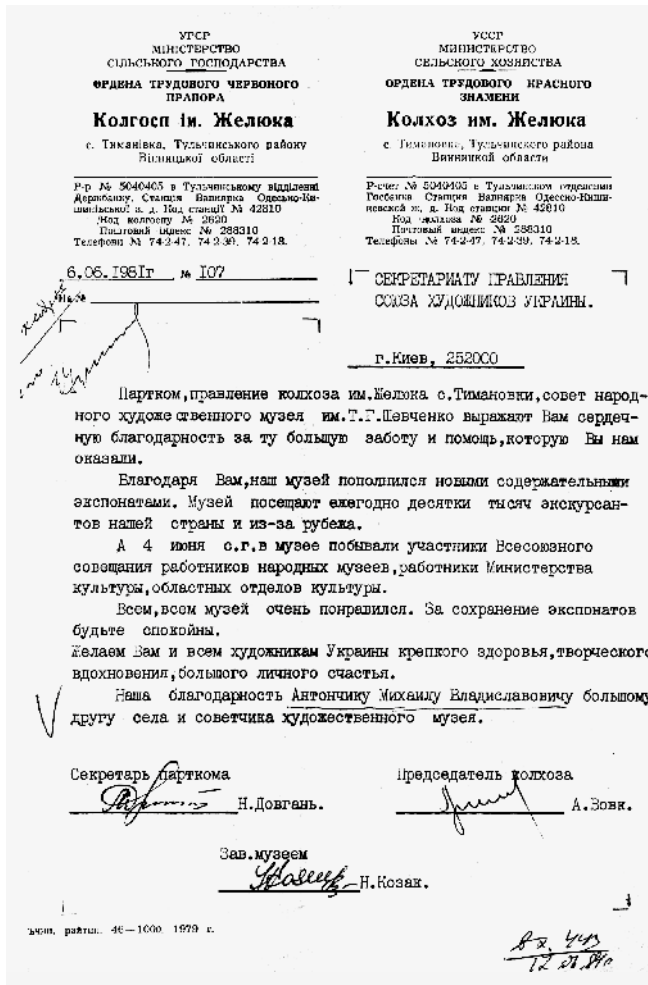 УРСР
МІНІСТЕРСТВО
СІЛЬСЬКОГО ГОСПОДАРСТВА
ОРДЕНА ТРУДОВОГО ЧЕРВОНОГО
ПРАПОРА
Колгосп ім. Желюка
с. Тиманівка, Тульчинського району
Вінницької області
Р-р № 5040405 в Тульчинському відділенні
Держбанку, Станція Вапнярка Одесько-Ки-
шинівської з. д. Код станції № 42810
Код колгоспу № 2620
Поштовий індекс № 288310
Телефони № 74-2-47, 74-2-39, 74-2-18.
УССР
МИНИСТЕРСТВО
СЕЛЬСКОГО ХОЗЯЙСТВА
ОРДЕНА ТРУДОВОГО КРАСНОГО
ЗНАМЕНИ
Колхоз им. Желюка
с. Тимановка, Тульчинского района
Винницкой области
Р-счет № 5040405 в Тульчинском отделении
Госбанка Станция Вапнярка Одесско-Киши-
невской ж. д. Код станции № 42810
Код колхоза № 2620
Почтовый индекс № 288310
Телефоны № 74-2-47, 74-2-39, 74-2-18.
6.06.1981г № 107
На №
СЕКРЕТАРИАТУ ПРАВЛЕНИЯ
СОЮЗА ХУДОЖНИКОВ УКРАИНЫ.
г.Киев, 252000
Партком,правление колхоза им.Желюка с.Тимановки,совет народ-
ного художественного музея им.Т.Г.Шевченко выражают Вам сердеч-
ную благодарность за ту большую заботу и помощь,которую Вы нам
оказали.
Благодаря Вам,наш музей пополнился новыми содержательными
экспонатами. Музей посещают ежегодно десятки тысяч экскурсан-
тов нашей страны и из-за рубежа.
А 4 июня с.г.в музее побывали участники Всесоюзного
совещания работников народных музеев,работники Министерства
культуры,областных отделов культуры.
Всем,всем музей очень понравился. За сохранение экспонатов
будьте спокойны.
Желаем Вам и всем художникам Украины крепкого здоровья,творческого
вдохновения,большого личного счастья.
Наша благодарность Антончику Михаилу Владиславовичу большому
другу села и советчика художественного музея.
Секретарь парткома
Н.Довгань.
Председатель колхоза
А.Зовк.
Зав.музеем
Н.Козак.
райтип. 46—1000. 1979 г.
Вх. 443